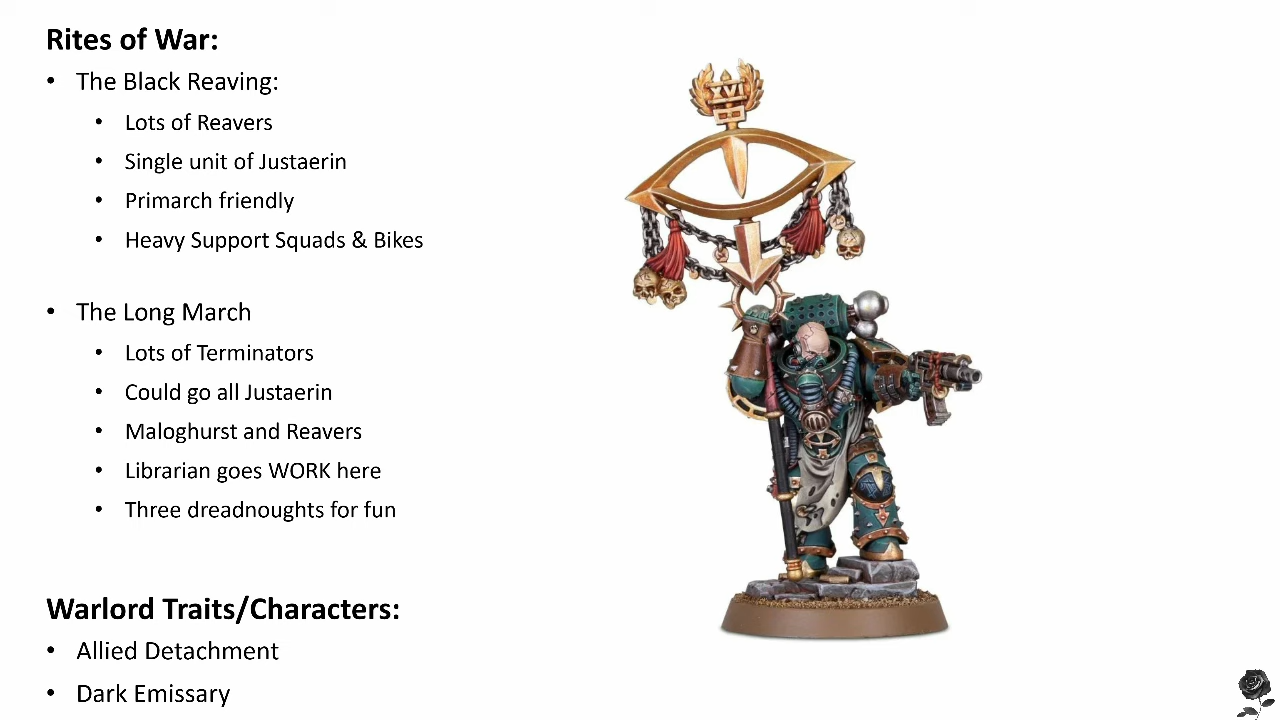 Rites of War:
• The Black Reaving:
• Lots of Reavers
• Single unit of Justaerin
• Primarch friendly
• Heavy Support Squads & Bikes
• The Long March
• Lots of Terminators
• Could go all Justaerin
• Maloghurst and Reavers
• Librarian goes WORK here
• Three dreadnoughts for fun
Warlord Traits/Characters:
• Allied Detachment
• Dark Emissary
XVI